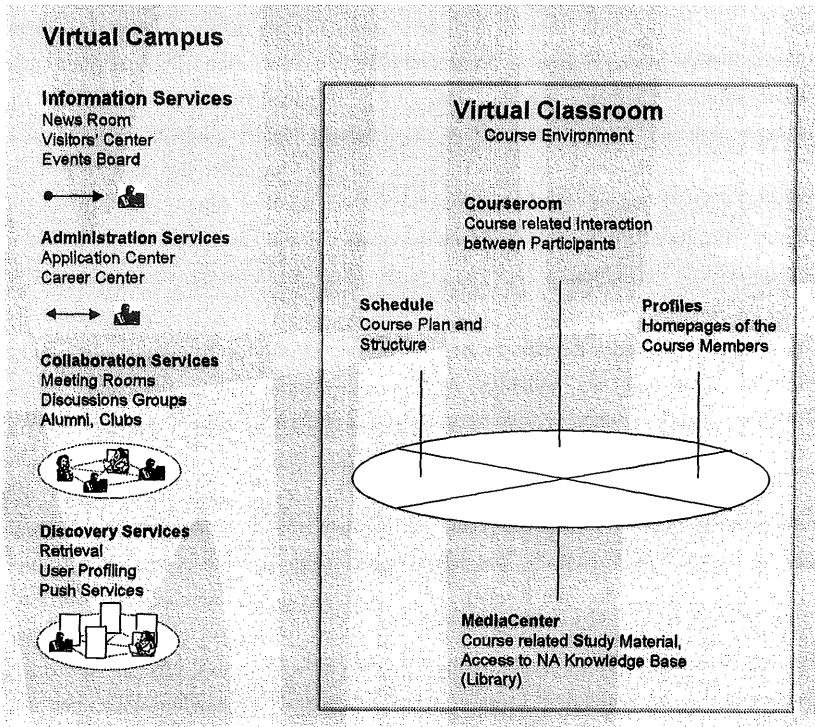 Virtual Campus
Information Services
News Room
Visitors' Center
Events Board
Administration Services
Application Center
Career Center
Collaboration Services
Meeting Rooms
Discussions Groups
Alumni, Clubs
Discovery Services
Retrieval
User Profiling
Push Services
Virtual Classroom
Course Environment
Courseroom
Course related Interaction
between Participants
Schedule
Course Plan and
Structure
Profiles
Homepages of the
Course Members
MediaCenter
Course related Study Material,
Access to NA Knowledge Base
(Library)